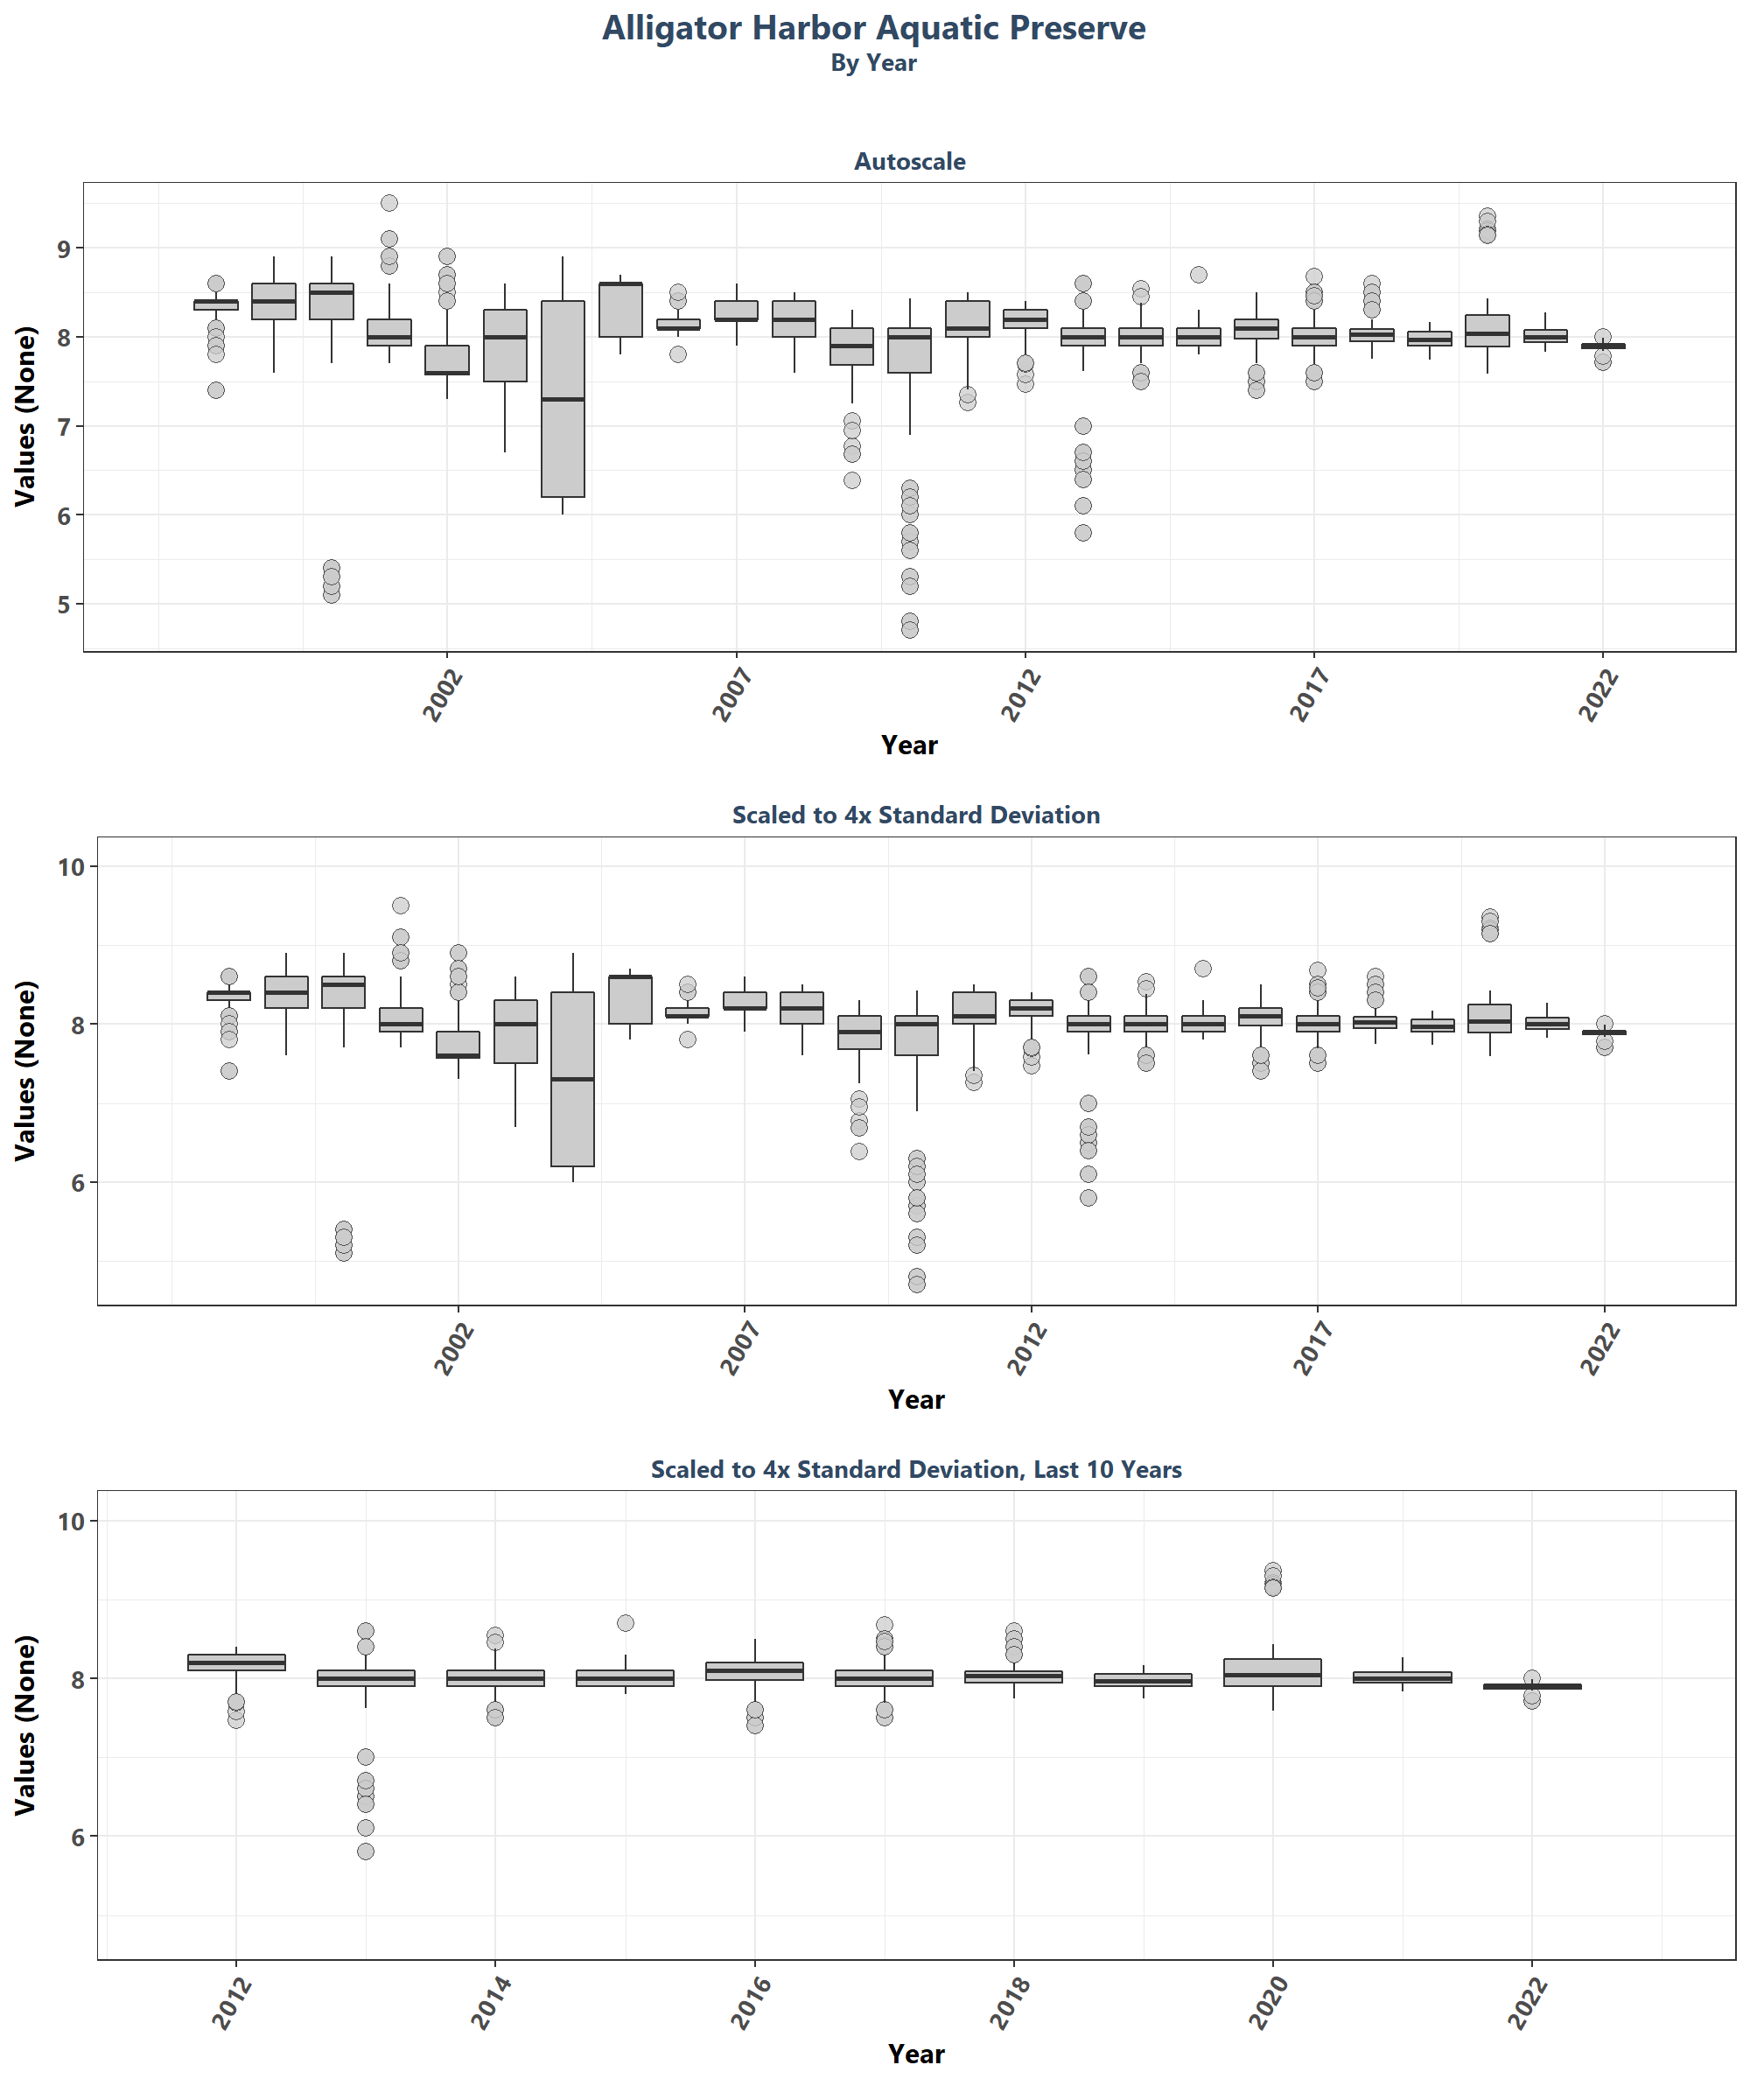 Alligator Harbor Aquatic Preserve
By Year
Autoscale
9
8
7
6
5
Values (None)
2002 2007 2012 2017 2022
Year
Scaled to 4x Standard Deviation
10
8
6
Values (None)
2002 2007 2012 2017 2022
Year
Scaled to 4x Standard Deviation, Last 10 Years
10
8
6
Values (None)
2012 2014 2016 2018 2020 2022
Year